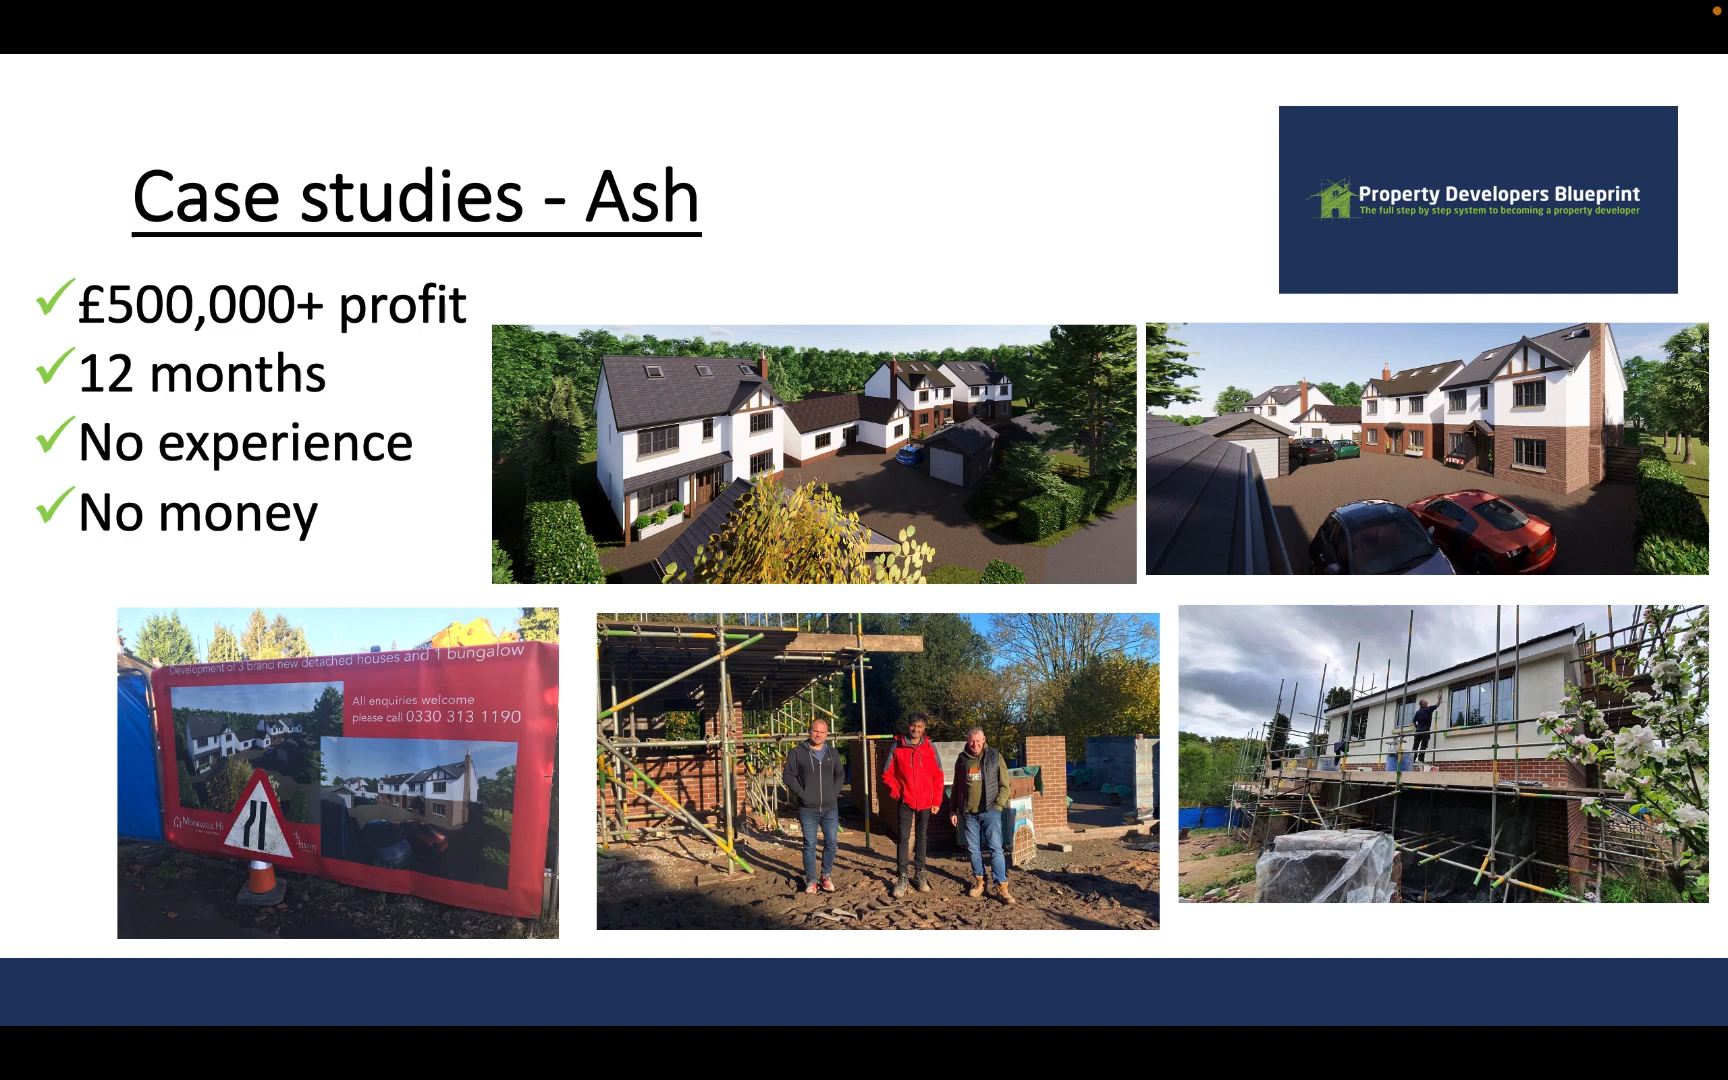 Case studies - Ash
Property Developers Blueprint
The full step by step system to becoming a property developer
£500,000+ profit
12 months
No experience
No money
Development of 3 brand new detached houses and 1 bungalow
All enquiries welcome
please call 0330 313 1190